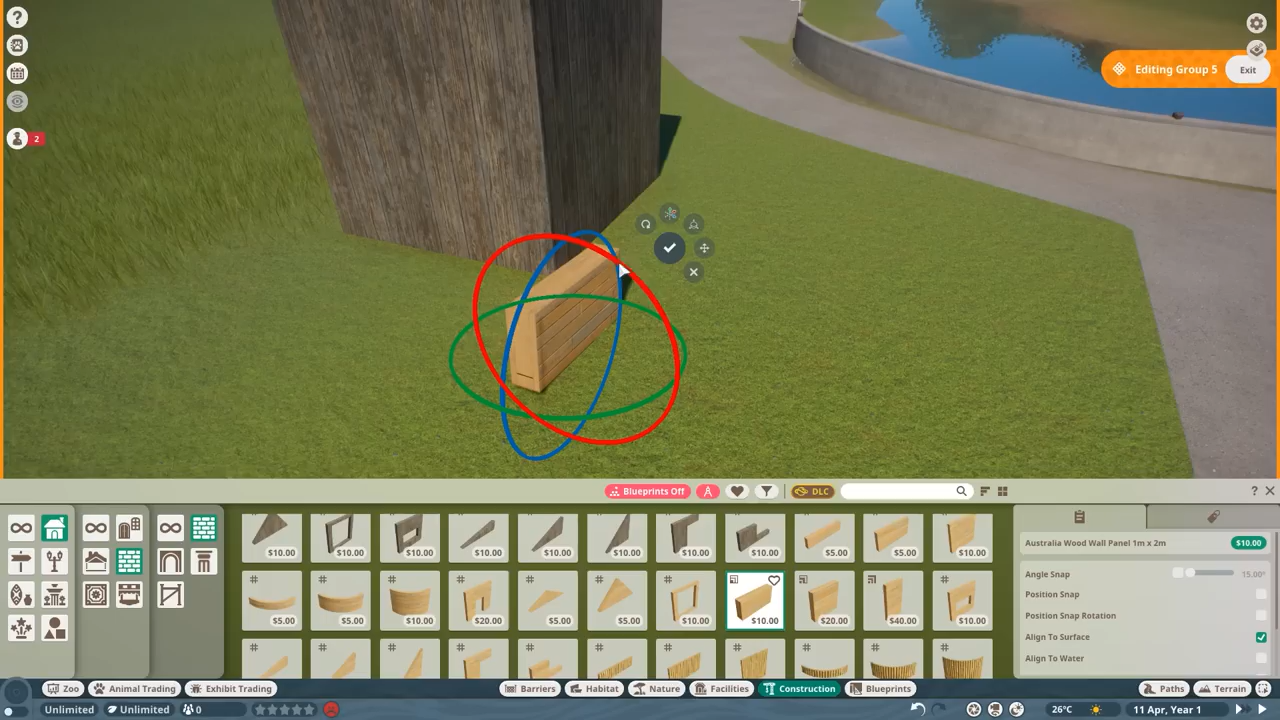 ?
2
Editing Group 5
Exit
Blueprints Off
DLC
?
$10.00 $10.00 $10.00 $10.00 $10.00 $10.00 $10.00 $10.00 $5.00 $5.00 $10.00
$5.00 $5.00 $10.00 $20.00 $5.00 $5.00 $10.00 $10.00 $20.00 $40.00 $10.00
Australia Wood Wall Panel 1m x 2m $10.00
Angle Snap 15.00°
Position Snap
Position Snap Rotation
Align To Surface
Align To Water
Zoo Animal Trading Exhibit Trading Barriers Habitat Nature Facilities Construction Blueprints Paths Terrain
Unlimited Unlimited 0 26°C 11 Apr, Year 1